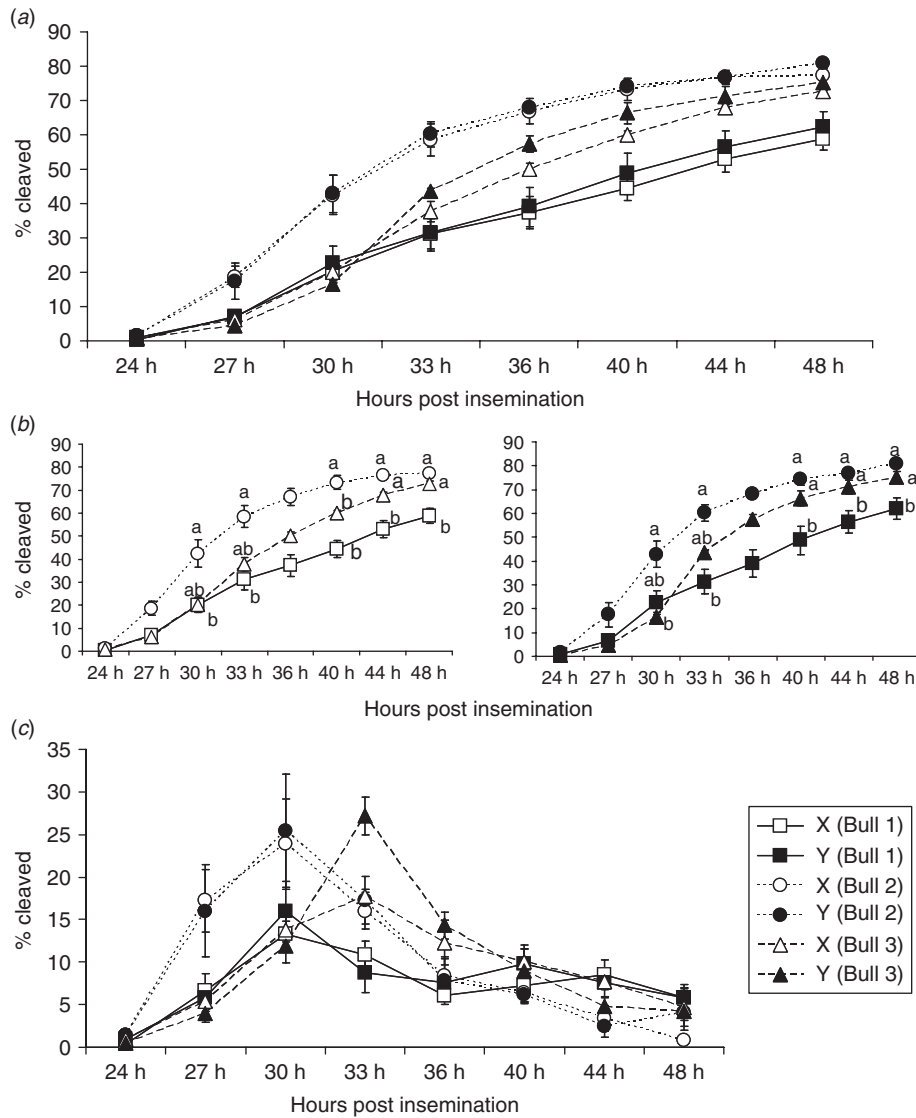 (a)
90
80
70
60
50
40
30
20
10
0
% cleaved
24 h 27 h 30 h 33 h 36 h 40 h 44 h 48 h
Hours post insemination
(b)
90
80
70
60
50
40
30
20
10
0
% cleaved
a a a a a
ab ab b a a
b b b b b
24 h 27 h 30 h 33 h 36 h 40 h 44 h 48 h
90
80
70
60
50
40
30
20
10
0
a a a a a
ab ab a a a
b b b b b
24 h 27 h 30 h 33 h 36 h 40 h 44 h 48 h
Hours post insemination
(c)
35
30
25
20
15
10
5
0
% cleaved
24 h 27 h 30 h 33 h 36 h 40 h 44 h 48 h
Hours post insemination
X (Bull 1)
Y (Bull 1)
X (Bull 2)
Y (Bull 2)
X (Bull 3)
Y (Bull 3)